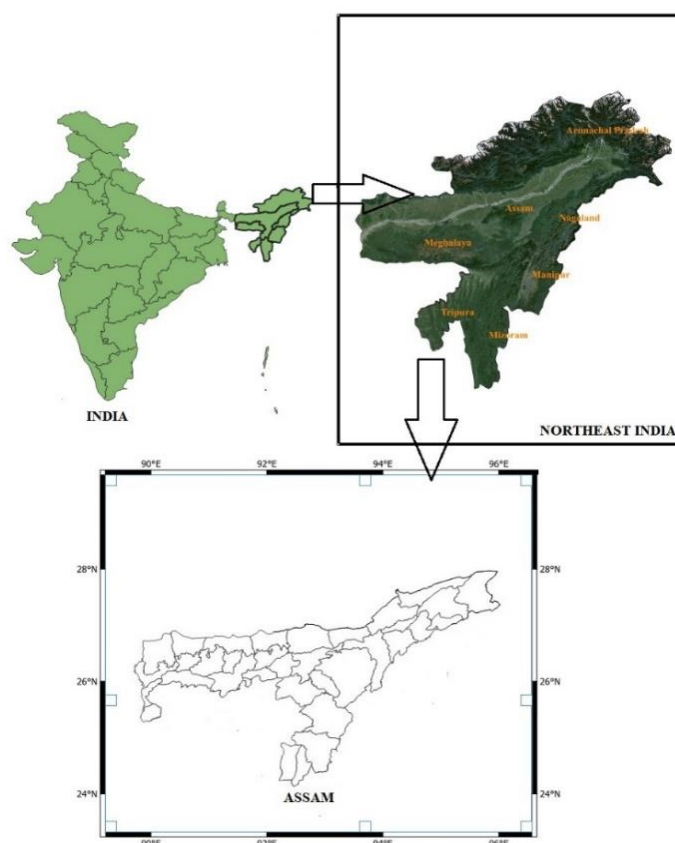 Arunachal Pradesh
Assam
Nagaland
Meghalaya
Manipur
Tripura
Mizoram
INDIA
NORTHEAST INDIA
90°E 92°E 94°E 96°E
28°N 28°N
26°N 26°N
24°N 24°N
ASSAM